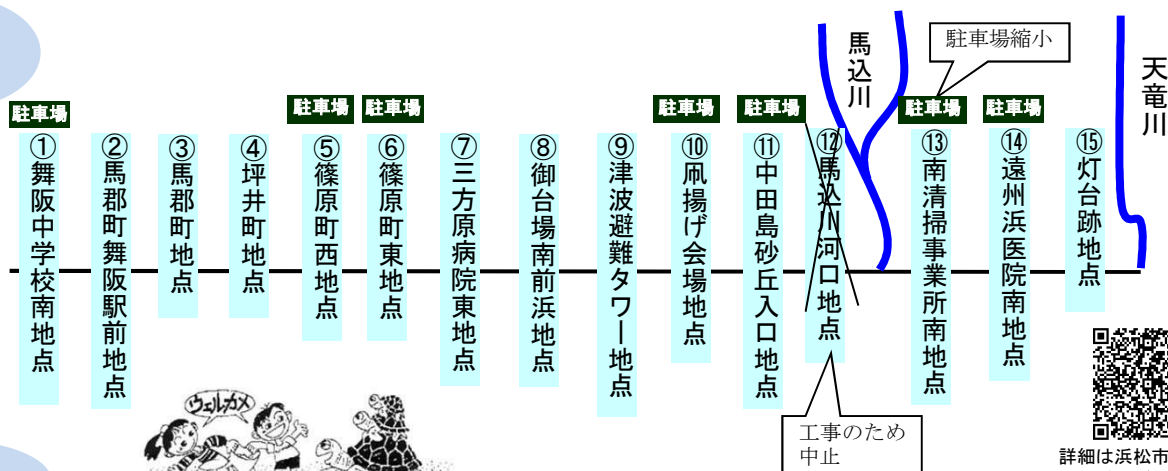 駐車場
①舞阪中学校南地点
②馬郡町舞阪駅前地点
③馬郡町地点
④坪井町地点
駐車場
⑤篠原町西地点
駐車場
⑥篠原町東地点
⑦三方原病院東地点
⑧御台場南前浜地点
⑨津波避難タワー地点
駐車場
⑩凧揚げ会場地点
駐車場
⑪中田島砂丘入口地点
⑫馬込川河口地点
工事のため
中止
馬込川
駐車場縮小
駐車場
⑬南清掃事業所南地点
駐車場
⑭遠州浜医院南地点
⑮灯台跡地点
天竜川
ウェルカメ
詳細は浜松市